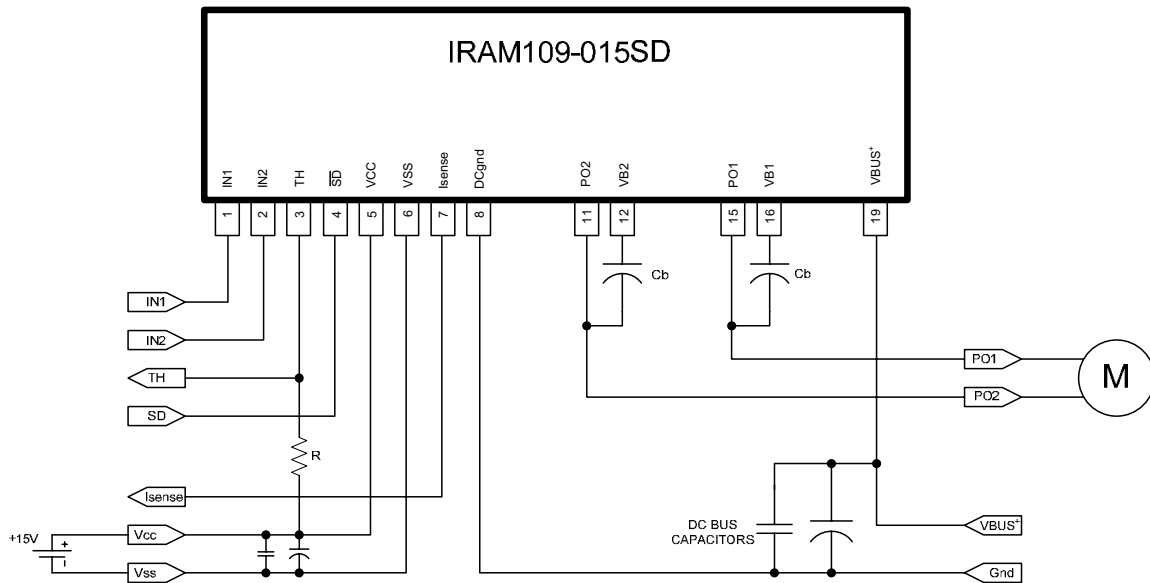 IRAM109-015SD
IN1
IN2
TH
SD
VCC
VSS
Isense
DCgnd
PO2
VB2
PO1
VB1
VBUS+
1
2
3
4
5
6
7
8
11
12
15
16
19
Cb
Cb
IN1
IN2
TH
SD
R
Isense
+15V
+
Vcc
Vss
PO1
PO2
M
DC BUS
CAPACITORS
VBUS+
Gnd